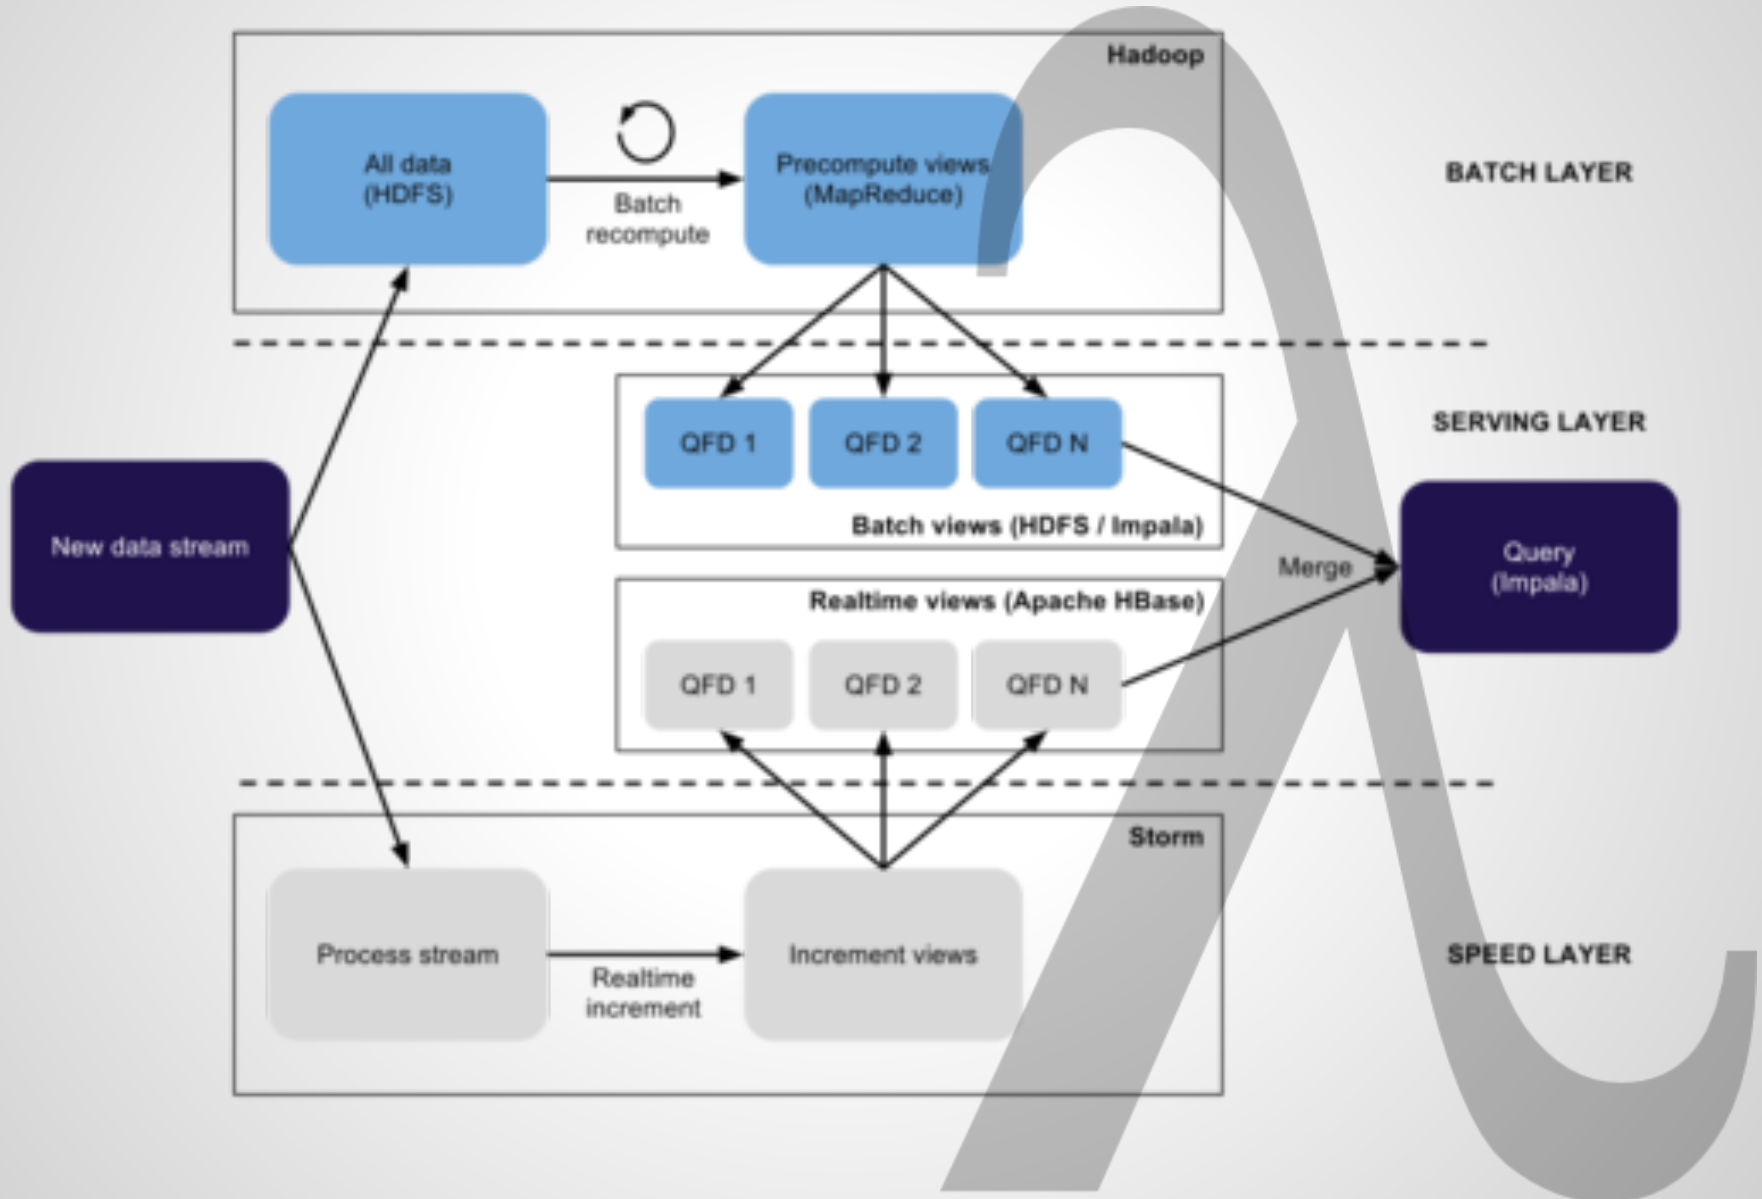 Hadoop
All data
(HDFS)
Batch
recompute
Precompute views
(MapReduce)
BATCH LAYER
QFD 1
QFD 2
QFD N
Batch views (HDFS / Impala)
SERVING LAYER
New data stream
Merge
Query
(Impala)
Realtime views (Apache HBase)
QFD 1
QFD 2
QFD N
Storm
Process stream
Realtime
increment
Increment views
SPEED LAYER
λ